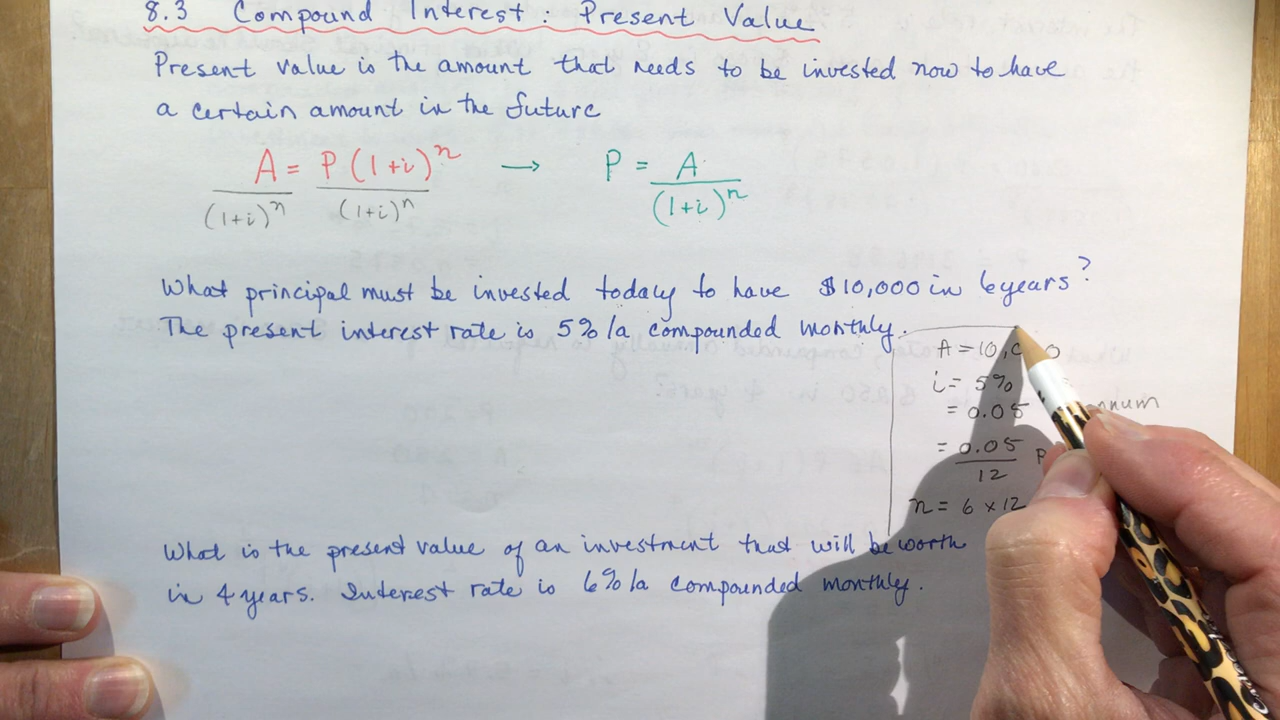 8.3 Compound Interest : Present Value
Present value is the amount that needs to be invested now to have
a certain amount in the future
A = P (1+i)^n → P = A
(1+i)^n (1+i)^n (1+i)^n
What principal must be invested today to have $10,000 in 6 years?
The present interest rate is 5%/a compounded monthly.
A = 10,
i = 5%
= 0.05
= 0.05
12
n = 6 x 12
What is the present value of an investment that will be worth
in 4 years. Interest rate is 6%/a compounded monthly.